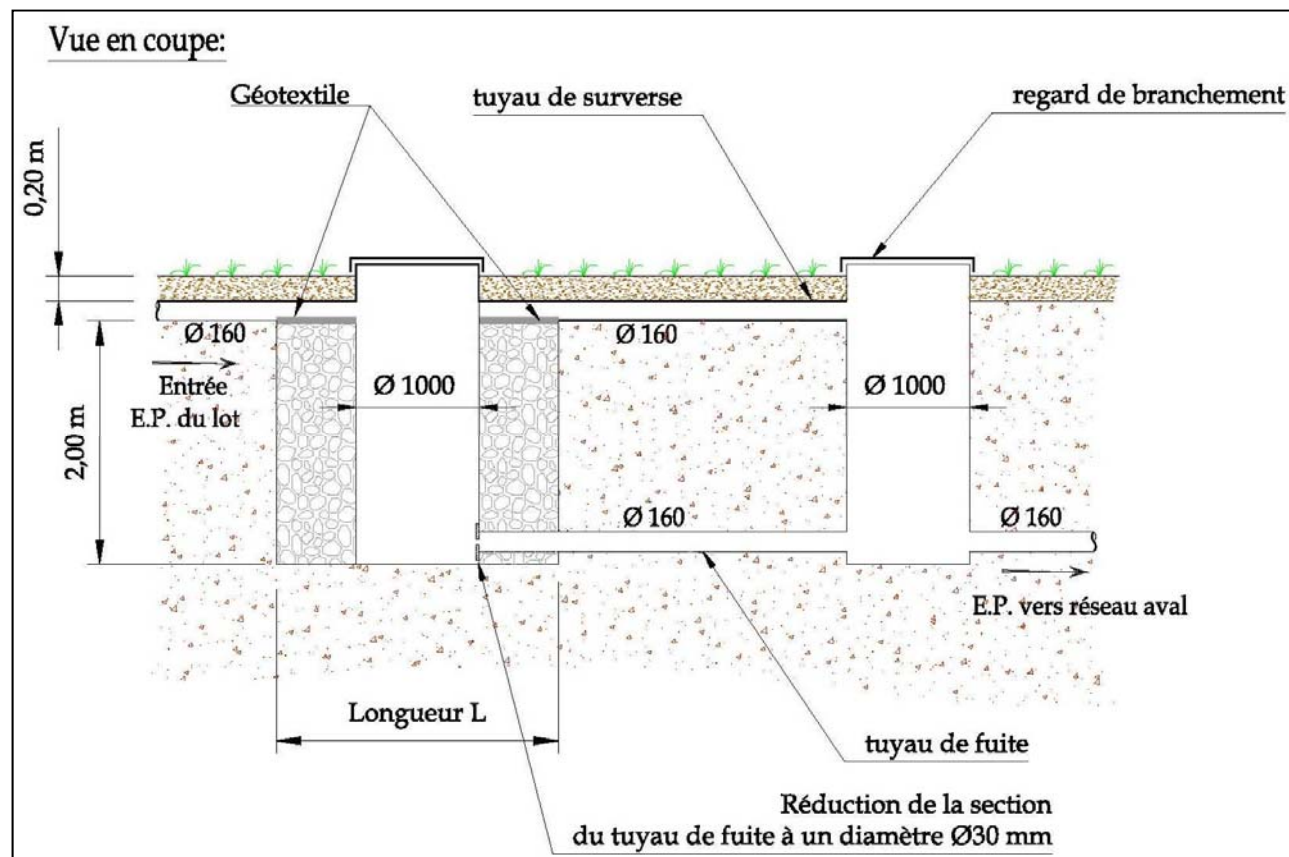 Vue en coupe:
Géotextile
tuyau de surverse
regard de branchement
0,20 m
Ø 160
Ø 160
Entrée
E.P. du lot
Ø 1000
Ø 1000
2,00 m
Ø 160
Ø 160
E.P. vers réseau aval
Longueur L
tuyau de fuite
Réduction de la section
du tuyau de fuite à un diamètre Ø30 mm